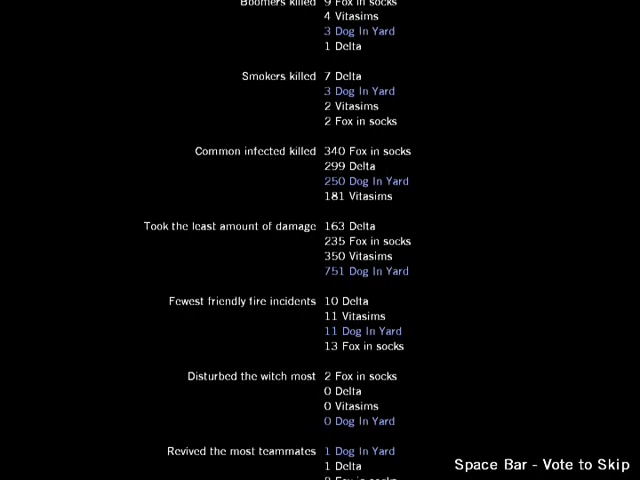 Boomers killed 9 Fox in socks
4 Vitasims
3 Dog In Yard
1 Delta
Smokers killed 7 Delta
3 Dog In Yard
2 Vitasims
2 Fox in socks
Common infected killed 340 Fox in socks
299 Delta
250 Dog In Yard
181 Vitasims
Took the least amount of damage 163 Delta
235 Fox in socks
350 Vitasims
751 Dog In Yard
Fewest friendly fire incidents 10 Delta
11 Vitasims
11 Dog In Yard
13 Fox in socks
Disturbed the witch most 2 Fox in socks
0 Delta
0 Vitasims
0 Dog In Yard
Revived the most teammates 1 Dog In Yard
1 Delta
Fox in socks
Space Bar - Vote to Skip